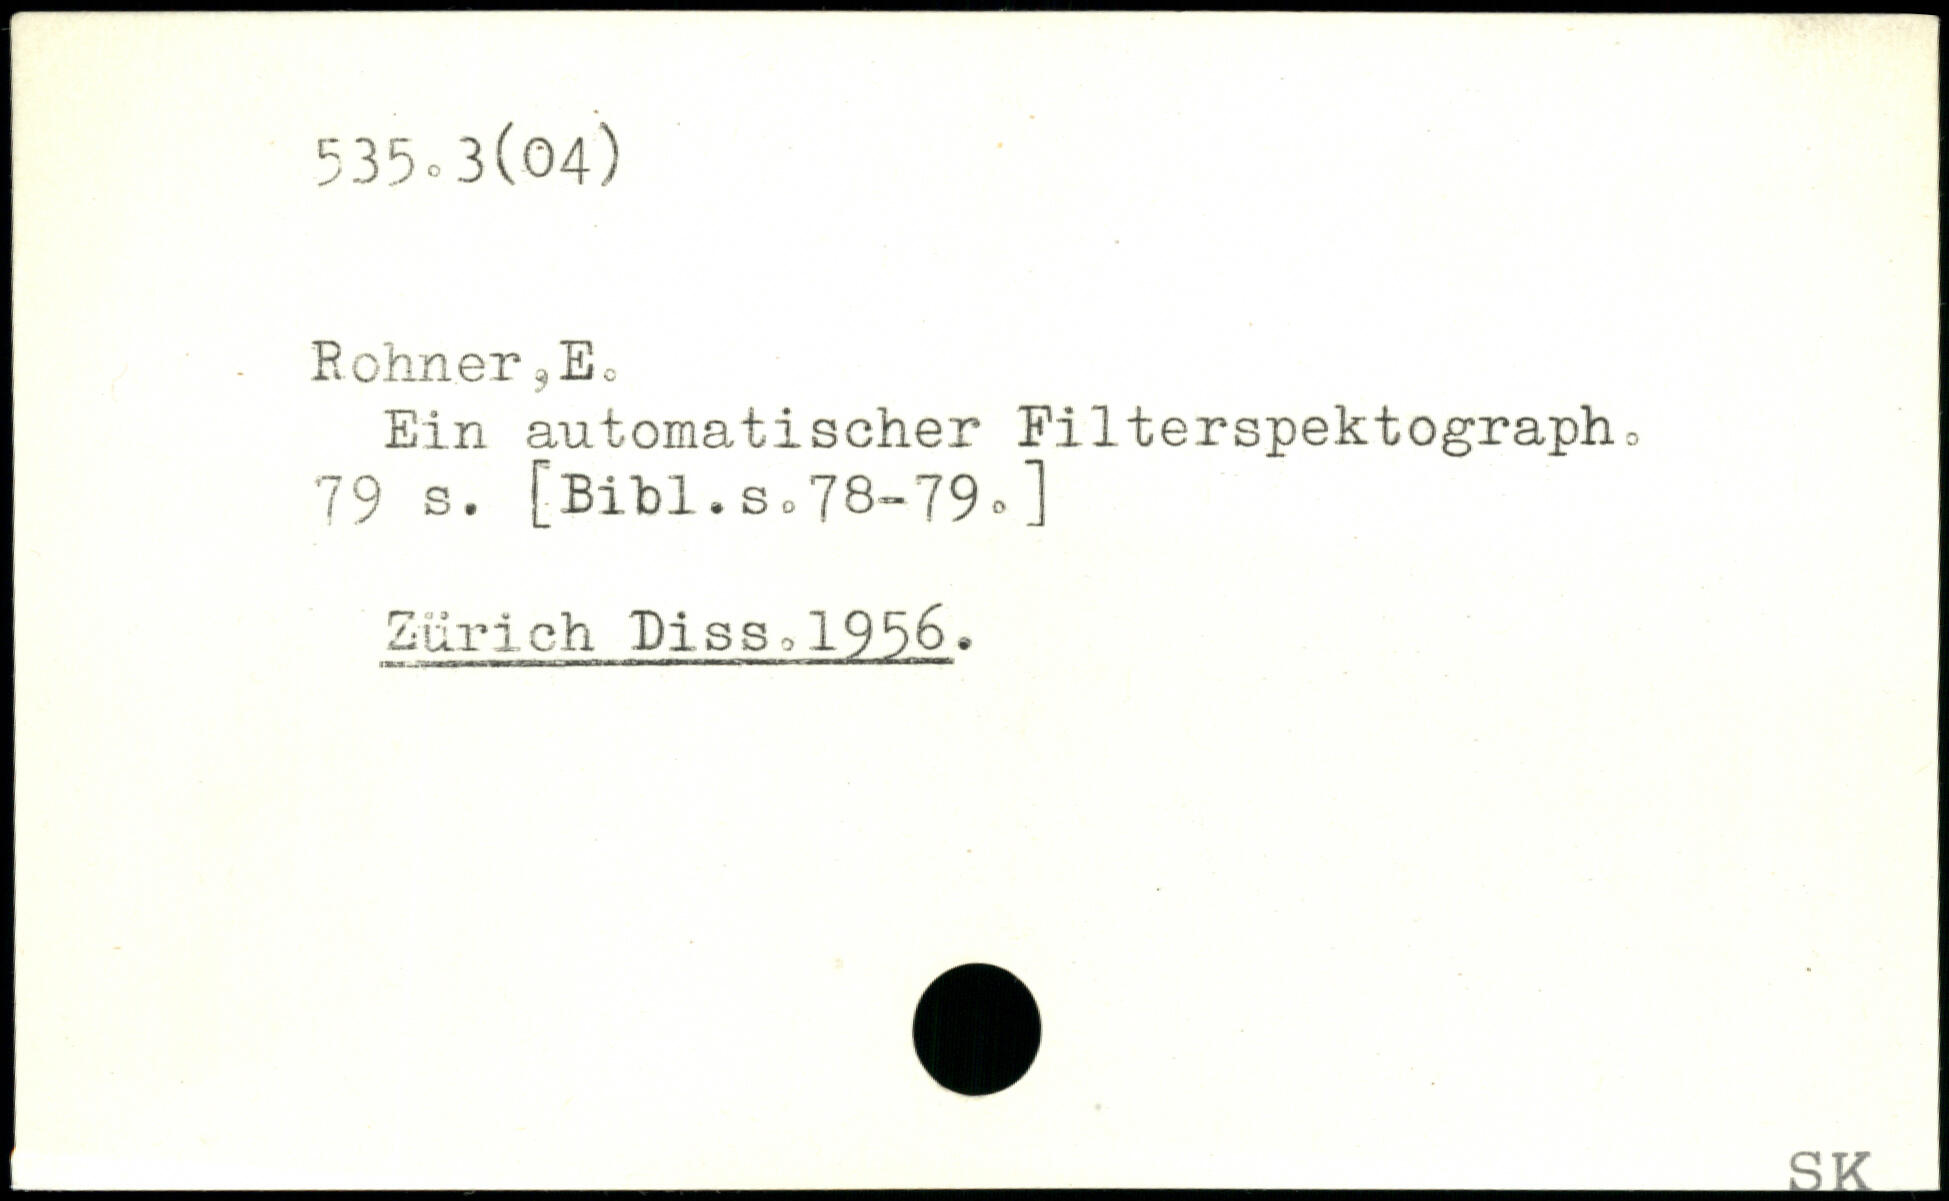 535.3(04)
Rohner,E.
Ein automatischer Filterspektograph.
79 s. [Bibl.s.78-79.]
Zürich Diss.1956.
SK